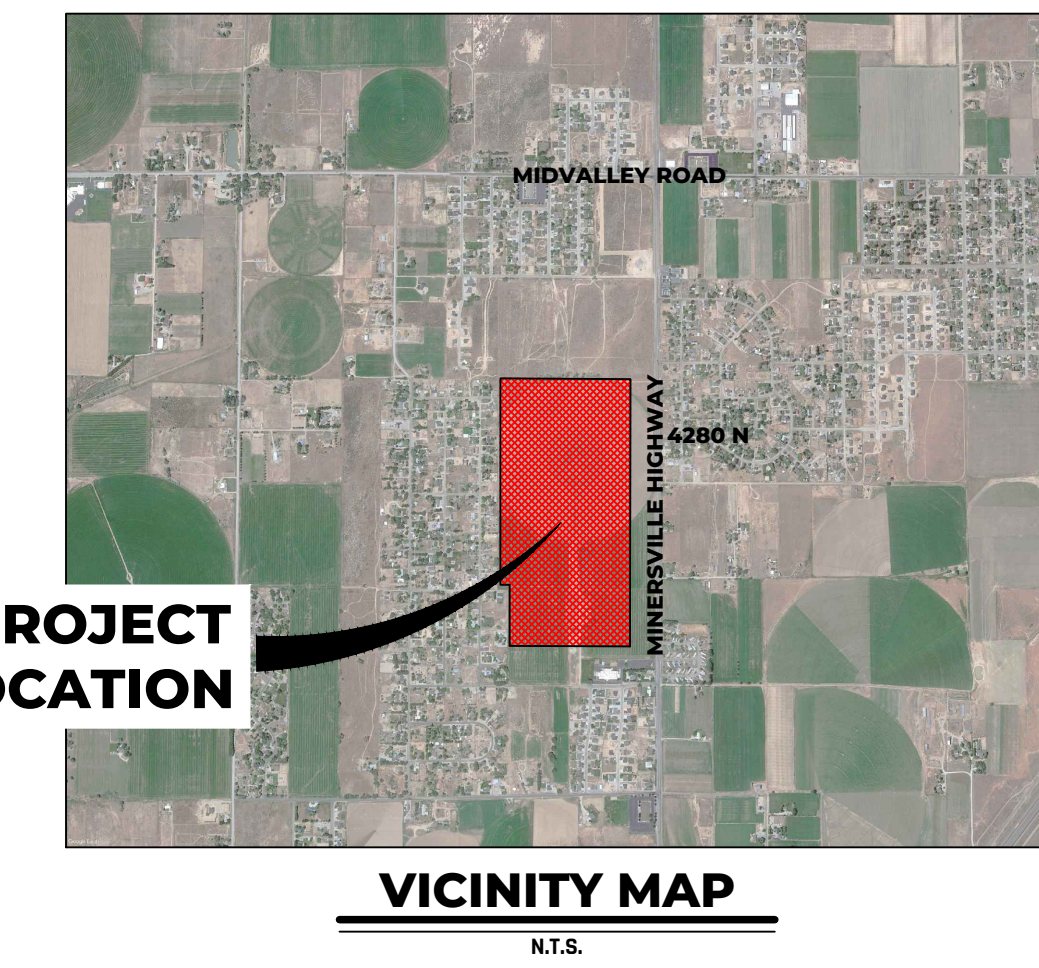 MIDVALLEY ROAD
4280 N
MINERSVILLE HIGHWAY
ROJECT
OCATION
VICINITY MAP
N.T.S.